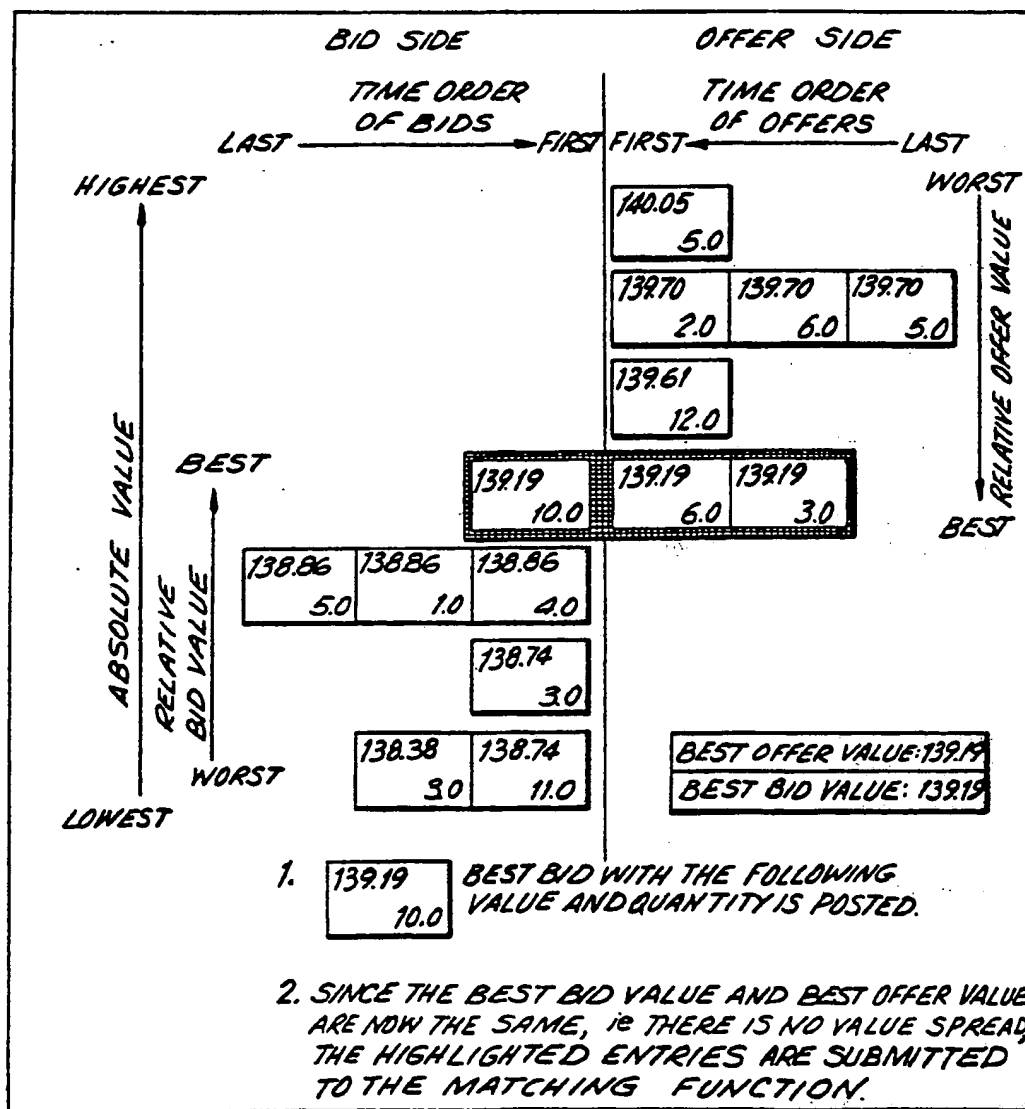 BID SIDE
OFFER SIDE
TIME ORDER
OF BIDS
TIME ORDER
OF OFFERS
LAST
FIRST
FIRST
LAST
HIGHEST
WORST
140.05
5.0
139.70
139.70
139.70
2.0
6.0
5.0
139.61
12.0
RELATIVE OFFER VALUE
BEST
139.19
139.19
139.19
10.0
6.0
3.0
BEST
ABSOLUTE VALUE
RELATIVE
BID VALUE
138.86
138.86
138.86
5.0
1.0
4.0
138.74
3.0
WORST
138.38
138.74
3.0
11.0
LOWEST
BEST OFFER VALUE: 139.19
BEST BID VALUE: 139.19
1.
139.19
10.0
BEST BID WITH THE FOLLOWING
VALUE AND QUANTITY IS POSTED.
2. SINCE THE BEST BID VALUE AND BEST OFFER VALUE
ARE NOW THE SAME, ie THERE IS NO VALUE SPREAD,
THE HIGHLIGHTED ENTRIES ARE SUBMITTED
TO THE MATCHING FUNCTION.